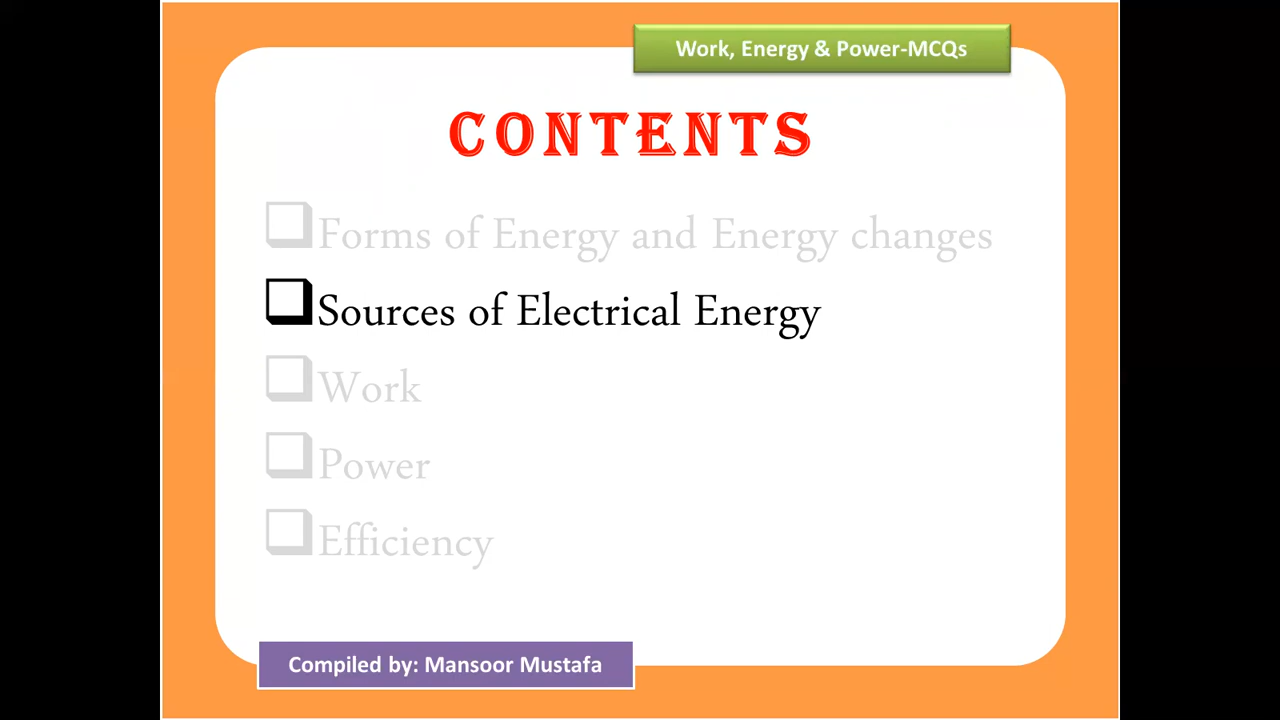 Work, Energy & Power-MCQs
CONTENTS
Forms of Energy and Energy changes
Sources of Electrical Energy
Work
Power
Efficiency
Compiled by: Mansoor Mustafa